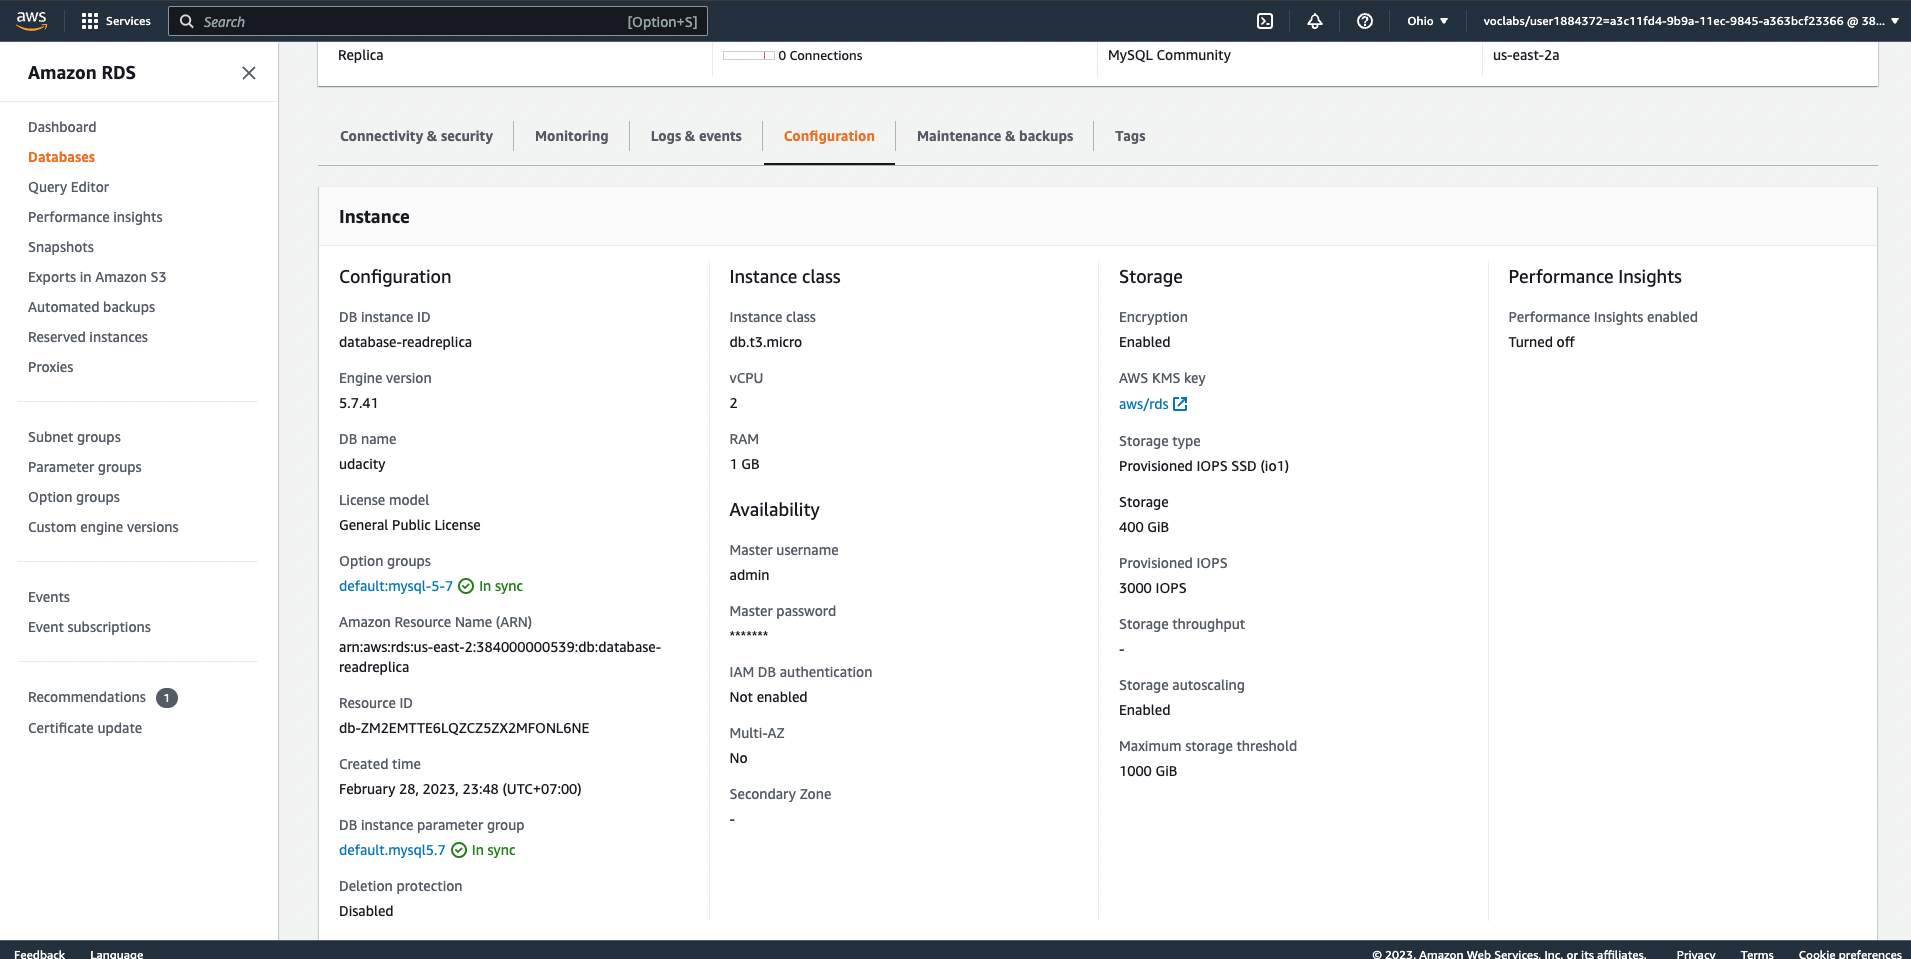 aws
Services
Search
[Option+S]
Ohio
voclabs/user1884372=a3c11fd4-9b9a-11ec-9845-a363bcf23366 @ 38...
Amazon RDS
Dashboard
Databases
Query Editor
Performance insights
Snapshots
Exports in Amazon S3
Automated backups
Reserved instances
Proxies
Subnet groups
Parameter groups
Option groups
Custom engine versions
Events
Event subscriptions
Recommendations 1
Certificate update
Replica
0 Connections
MySQL Community
us-east-2a
Connectivity & security
Monitoring
Logs & events
Configuration
Maintenance & backups
Tags
Instance
Configuration
DB instance ID
database-readreplica
Engine version
5.7.41
DB name
udacity
License model
General Public License
Option groups
default:mysql-5-7 In sync
Amazon Resource Name (ARN)
arn:aws:rds:us-east-2:384000000539:db:database-
readreplica
Resource ID
db-ZM2EMTTE6LQZCZ5ZX2MFONL6NE
Created time
February 28, 2023, 23:48 (UTC+07:00)
DB instance parameter group
default.mysql5.7 In sync
Deletion protection
Disabled
Instance class
Instance class
db.t3.micro
vCPU
2
RAM
1 GB
Availability
Master username
admin
Master password
*******
IAM DB authentication
Not enabled
Multi-AZ
No
Secondary Zone
-
Storage
Encryption
Enabled
AWS KMS key
aws/rds
Storage type
Provisioned IOPS SSD (io1)
Storage
400 GiB
Provisioned IOPS
3000 IOPS
Storage throughput
-
Storage autoscaling
Enabled
Maximum storage threshold
1000 GiB
Performance Insights
Performance Insights enabled
Turned off
Feedback
Language
© 2023, Amazon Web Services, Inc. or its affiliates.
Privacy
Terms
Cookie preferences